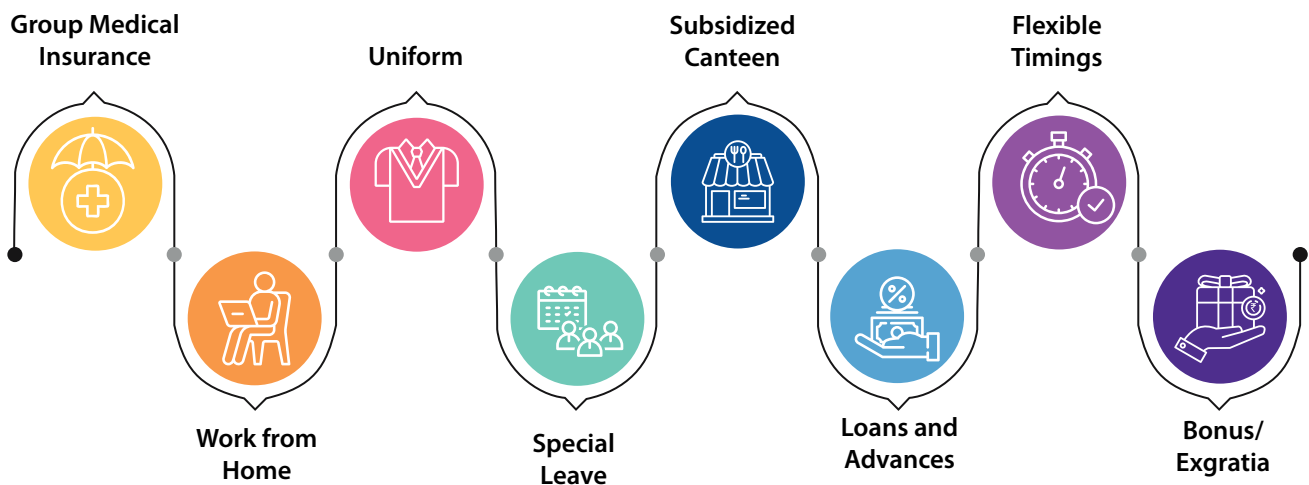 Group Medical
Insurance
Work from
Home
Uniform
Special
Leave
Subsidized
Canteen
Loans and
Advances
Flexible
Timings
Bonus/
Exgratia